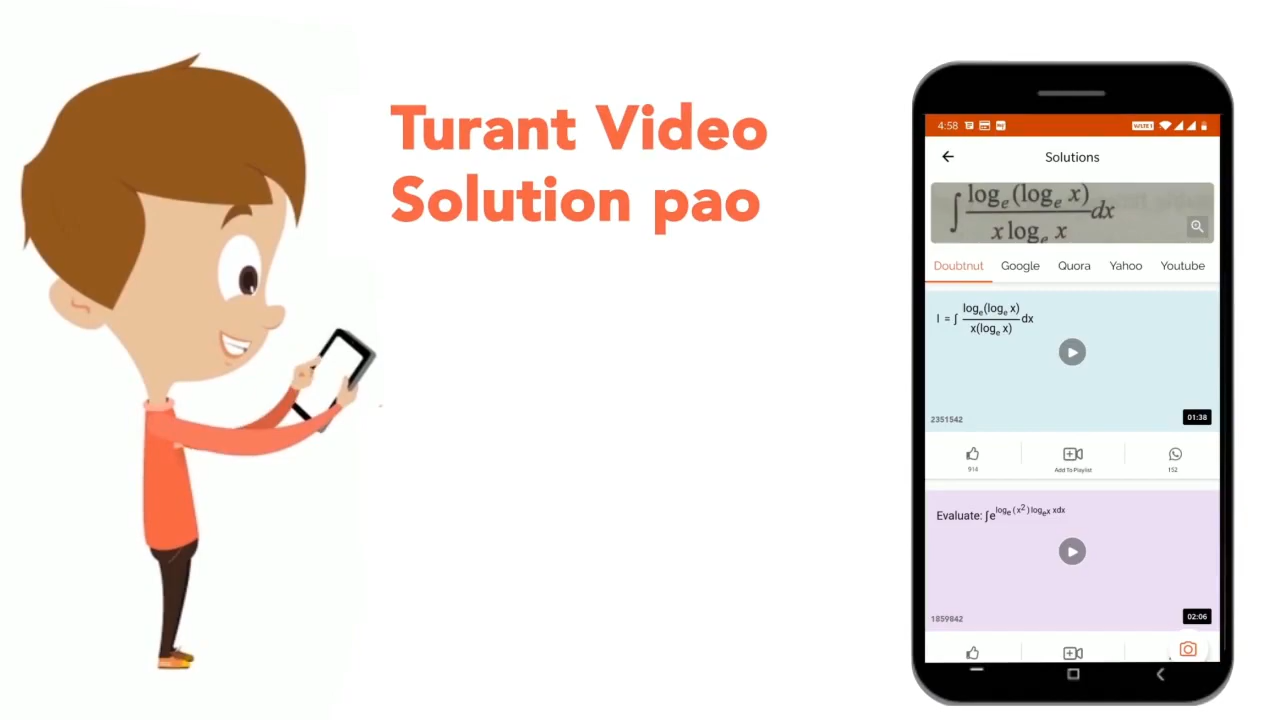 Turant Video
Solution pao
4:58
VoLTE1
Solutions
∫ logₑ(logₑ x) / x logₑ x dx
Doubtnut Google Quora Yahoo Youtube
I = ∫ logₑ(logₑ x) / x(logₑ x) dx
2351542 01:38
914 Add To Playlist 152
Evaluate: ∫e^logₑ(x²)logₑx xdx
1859842 02:06